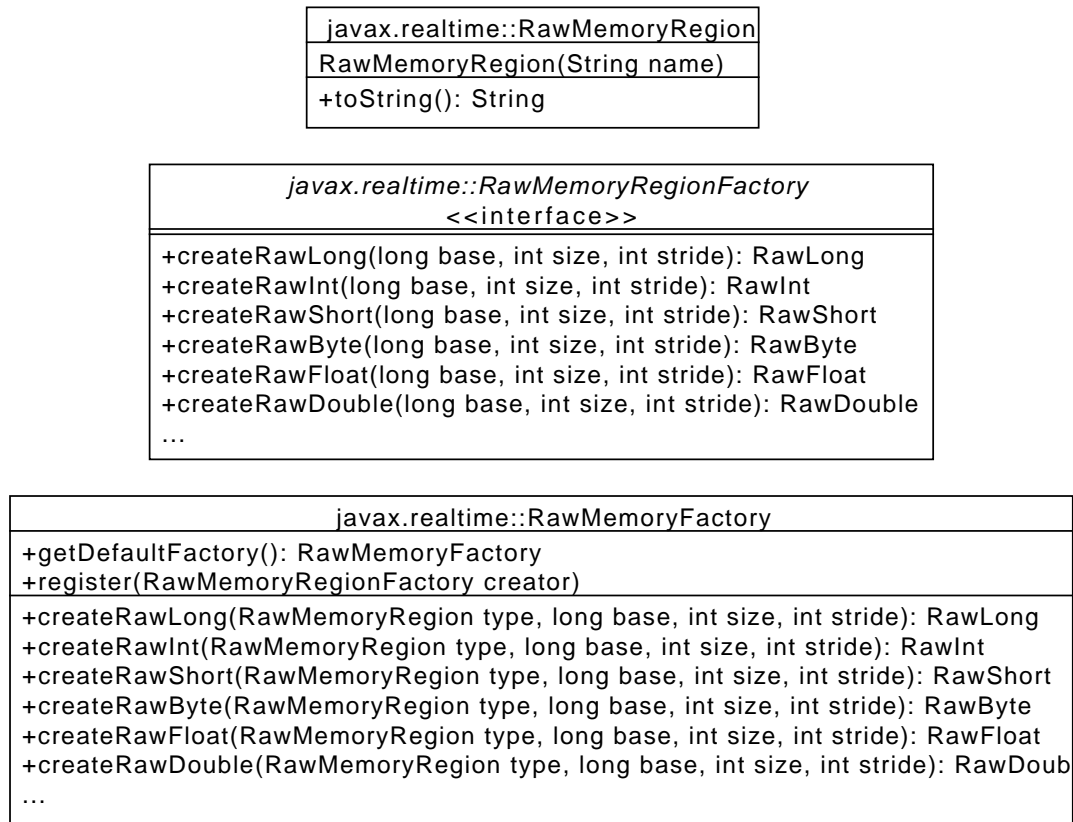 javax.realtime::RawMemoryRegion
RawMemoryRegion(String name)
+toString(): String
javax.realtime::RawMemoryRegionFactory
<<interface>>
+createRawLong(long base, int size, int stride): RawLong
+createRawInt(long base, int size, int stride): RawInt
+createRawShort(long base, int size, int stride): RawShort
+createRawByte(long base, int size, int stride): RawByte
+createRawFloat(long base, int size, int stride): RawFloat
+createRawDouble(long base, int size, int stride): RawDouble
...
javax.realtime::RawMemoryFactory
+getDefaultFactory(): RawMemoryFactory
+register(RawMemoryRegionFactory creator)
+createRawLong(RawMemoryRegion type, long base, int size, int stride): RawLong
+createRawInt(RawMemoryRegion type, long base, int size, int stride): RawInt
+createRawShort(RawMemoryRegion type, long base, int size, int stride): RawShort
+createRawByte(RawMemoryRegion type, long base, int size, int stride): RawByte
+createRawFloat(RawMemoryRegion type, long base, int size, int stride): RawFloat
+createRawDouble(RawMemoryRegion type, long base, int size, int stride): RawDoub
...